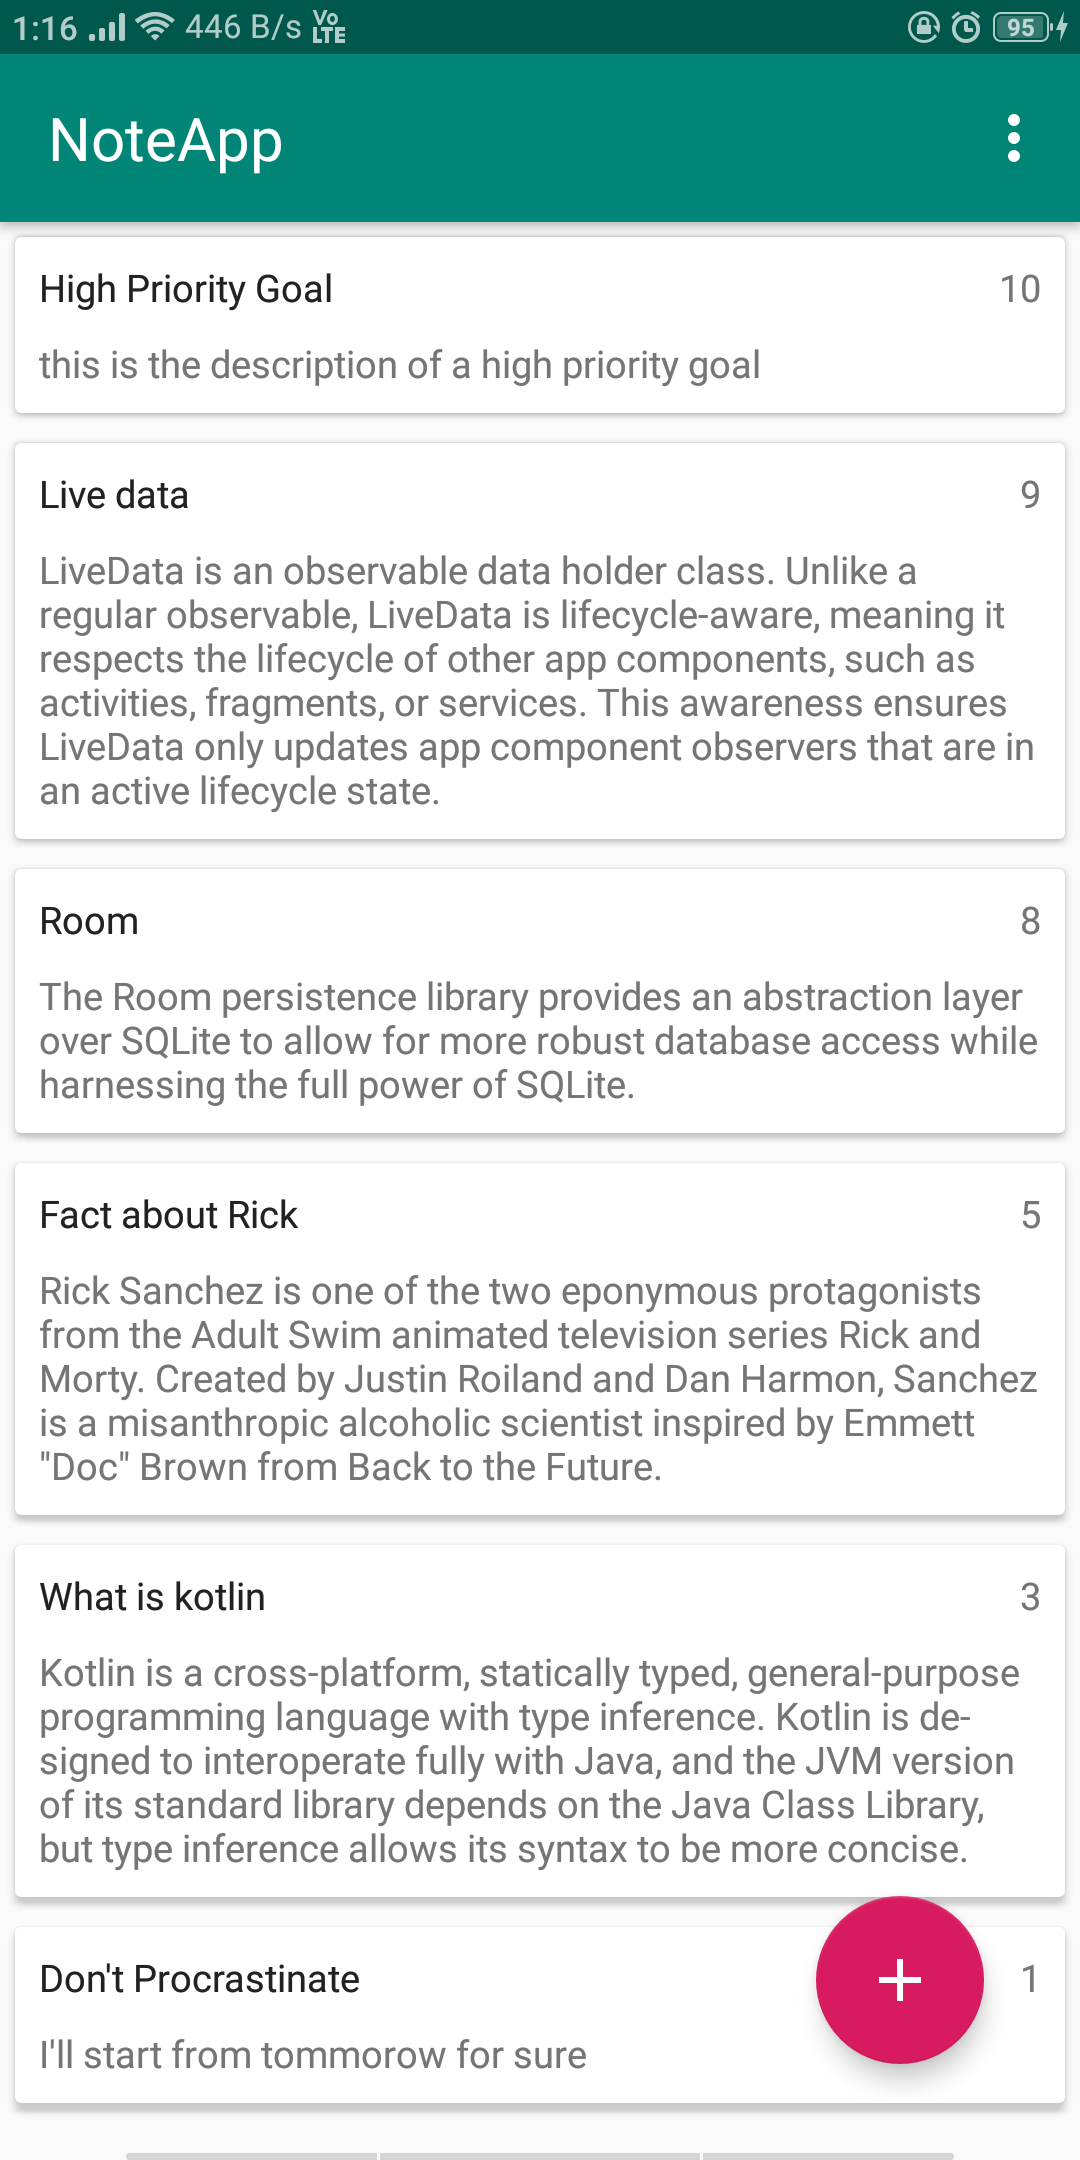 1:16 446 B/s Vo LTE 95
NoteApp
High Priority Goal 10
this is the description of a high priority goal
Live data 9
LiveData is an observable data holder class. Unlike a
regular observable, LiveData is lifecycle-aware, meaning it
respects the lifecycle of other app components, such as
activities, fragments, or services. This awareness ensures
LiveData only updates app component observers that are in
an active lifecycle state.
Room 8
The Room persistence library provides an abstraction layer
over SQLite to allow for more robust database access while
harnessing the full power of SQLite.
Fact about Rick 5
Rick Sanchez is one of the two eponymous protagonists
from the Adult Swim animated television series Rick and
Morty. Created by Justin Roiland and Dan Harmon, Sanchez
is a misanthropic alcoholic scientist inspired by Emmett
"Doc" Brown from Back to the Future.
What is kotlin 3
Kotlin is a cross-platform, statically typed, general-purpose
programming language with type inference. Kotlin is de-
signed to interoperate fully with Java, and the JVM version
of its standard library depends on the Java Class Library,
but type inference allows its syntax to be more concise.
Don't Procrastinate 1
I'll start from tommorow for sure